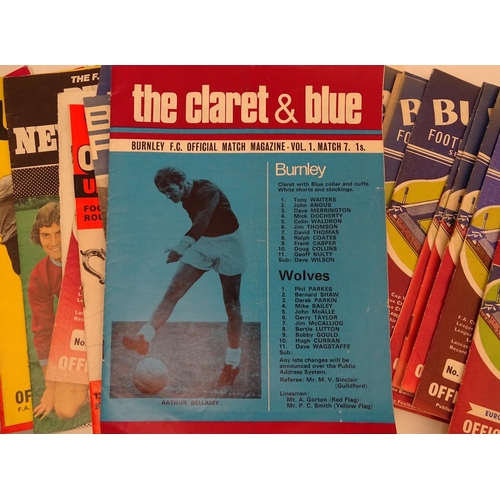 the claret & blue
BURNLEY F.C. OFFICIAL MATCH MAGAZINE - VOL. 1. MATCH 7. 1s.
Burnley
Claret with Blue collar and cuffs.
White shorts and stockings.
1. Tony WAITERS
2. John ANGUS
3. Dave MERRINGTON
4. Mick DOCHERTY
5. Colin WALDRON
6. Jim THOMSON
7. David THOMAS
8. Ralph COATES
9. Frank CASPER
10. Doug COLLINS
11. Geoff NULTY
Sub: Dave WILSON
Wolves
1. Phil PARKES
2. Bernard SHAW
3. Derek PARKIN
4. Mike BAILEY
5. John McALLE
6. Gerry TAYLOR
7. Jim McCALLIOG
8. Bertie LUTTON
9. Bobby GOULD
10. Hugh CURRAN
11. Dave WAGSTAFFE
Sub:
Any late changes will be
announced over the Public
Address System.
Referee: Mr. M. V. Sinclair
(Guildford)
Linesmen:
Mr. A. Gorton (Red Flag)
Mr. P. C. Smith (Yellow Flag)
ARTHUR BELLAMY
THE F.A.
NE
FOO
ROU
No.
OFFI
F.A.
BU
FOOT
No.
OFFIC